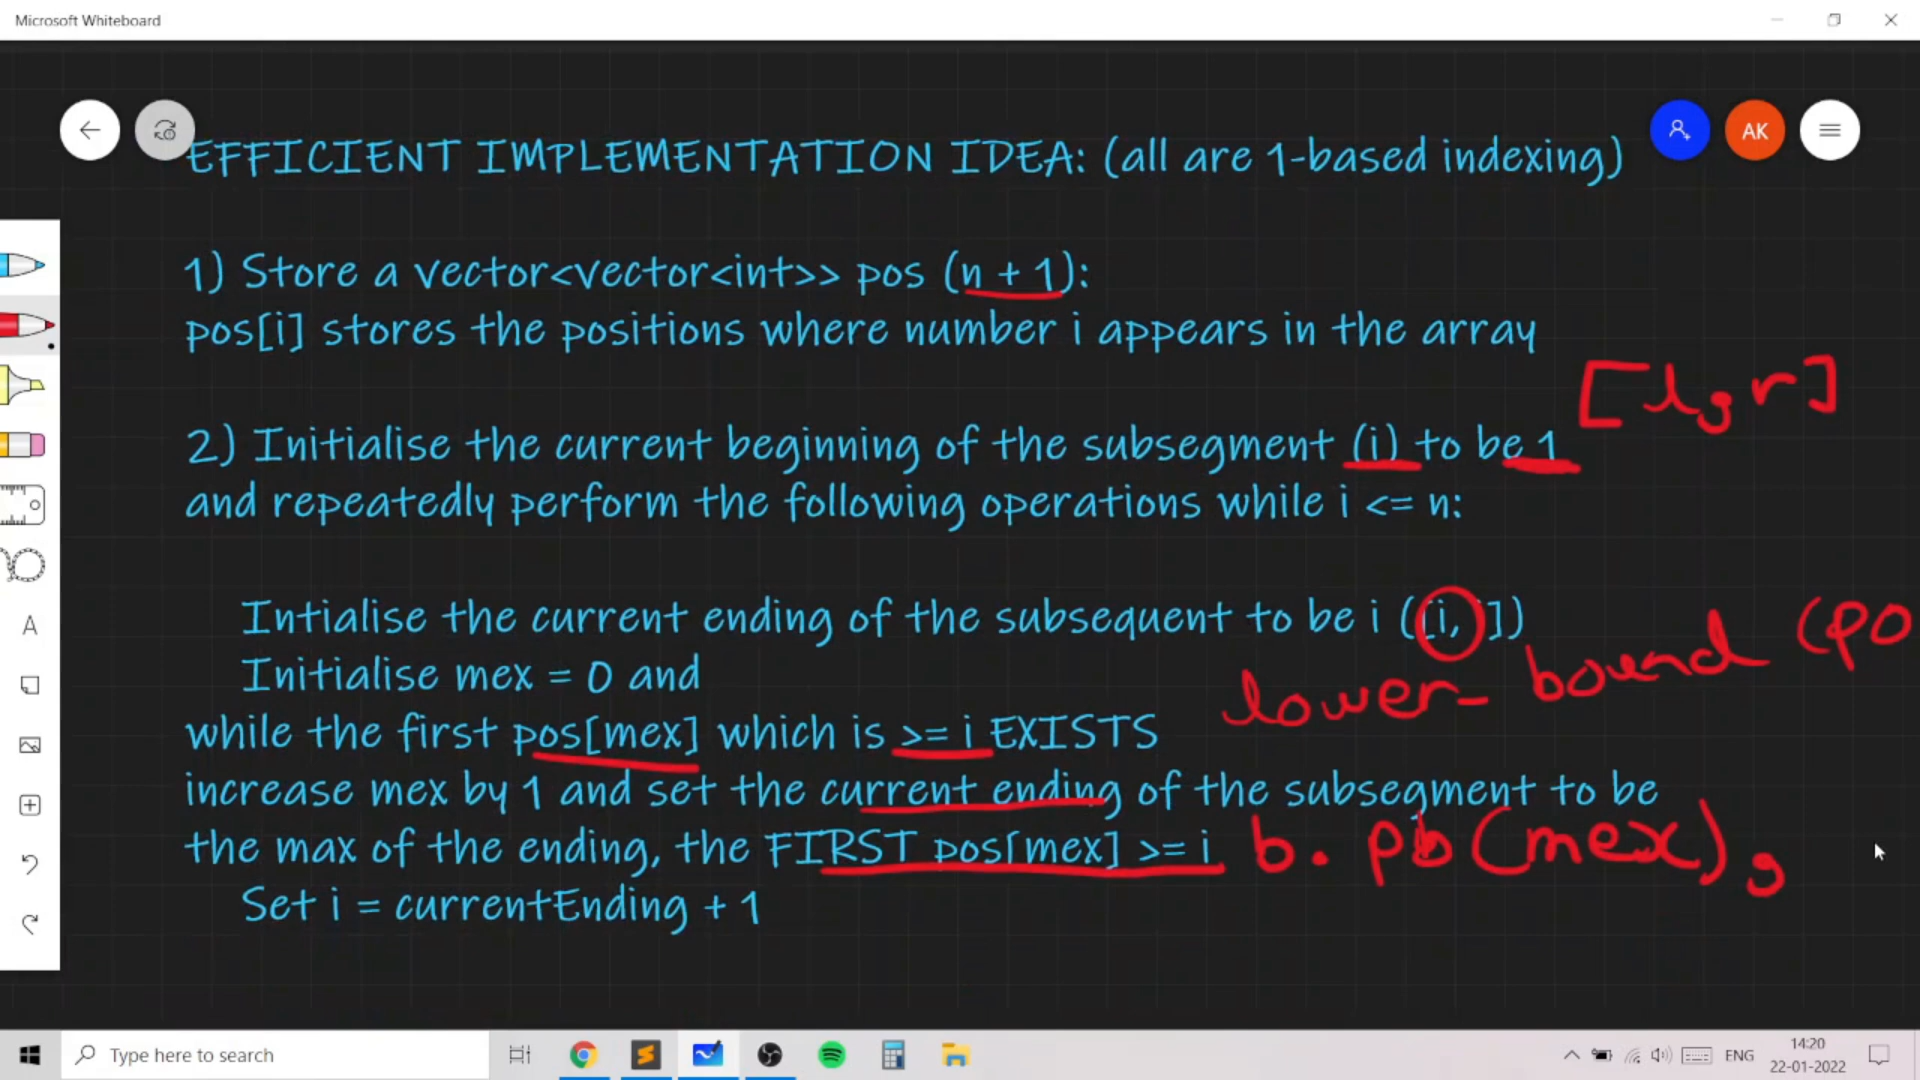 Microsoft Whiteboard
AK
EFFICIENT IMPLEMENTATION IDEA: (all are 1-based indexing)
1) Store a vector<vector<int>> pos (n + 1):
pos[i] stores the positions where number i appears in the array
[l, r]
2) Initialise the current beginning of the subsegment (i) to be 1
and repeatedly perform the following operations while i <= n:
Intialise the current ending of the subsequent to be i ([i, i])
lower_bound (po
Initialise mex = 0 and
while the first pos[mex] which is >= i EXISTS
increase mex by 1 and set the current ending of the subsegment to be
the max of the ending, the FIRST pos[mex] >= i
b.pb(mex);
Set i = currentEnding + 1
A
Type here to search
ENG
14:20
22-01-2022